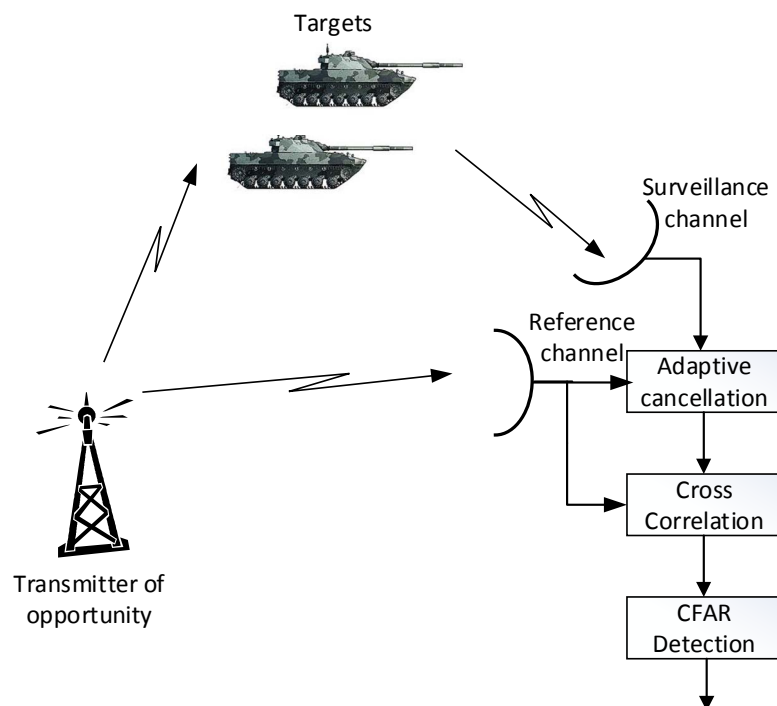 Targets
Surveillance
channel
Reference
channel
Adaptive
cancellation
Cross
Correlation
Transmitter of
opportunity
CFAR
Detection